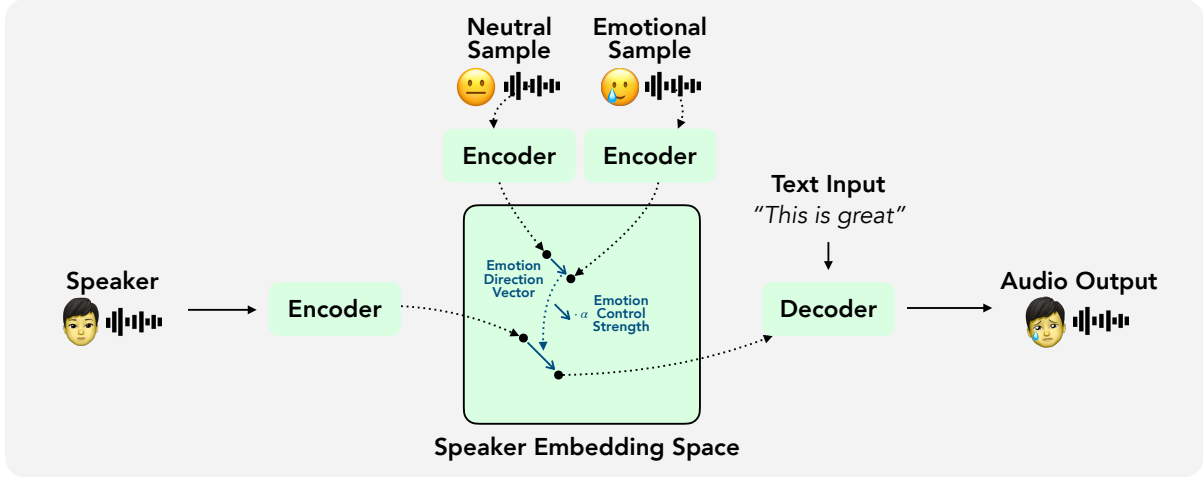 Neutral
Sample
Emotional
Sample
Encoder
Encoder
Text Input
“This is great”
Speaker
Encoder
Emotion
Direction
Vector
· α
Emotion
Control
Strength
Decoder
Audio Output
Speaker Embedding Space